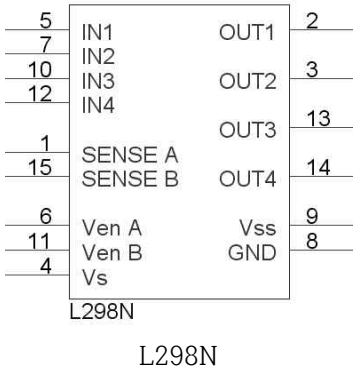 5 IN1 OUT1 2
7 IN2
10 IN3 OUT2 3
12 IN4
OUT3 13
1 SENSE A
15 SENSE B OUT4 14
6 Ven A Vss 9
11 Ven B GND 8
4 Vs
L298N
L298N